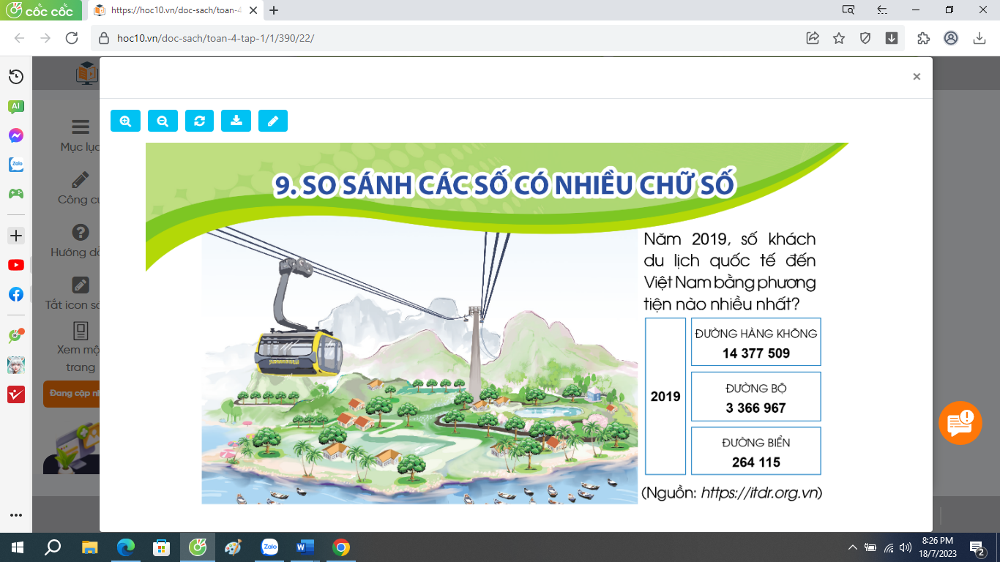 cốc cốc
https://hoc10.vn/doc-sach/toan-4
hoc10.vn/doc-sach/toan-4-tap-1/1/390/22/
AI
Zalo
Mục lục
Công cụ
Hướng dẫ
Tắt icon sá
Xem mộ
trang
Đang cập nh
9. SO SÁNH CÁC SỐ CÓ NHIỀU CHỮ SỐ
Năm 2019, số khách
du lịch quốc tế đến
Việt Nam bằng phương
tiện nào nhiều nhất?
2019
ĐƯỜNG HÀNG KHÔNG
14 377 509
ĐƯỜNG BỘ
3 366 967
ĐƯỜNG BIỂN
264 115
(Nguồn: https://itdr.org.vn)
Zalo
8:26 PM
18/7/2023
2